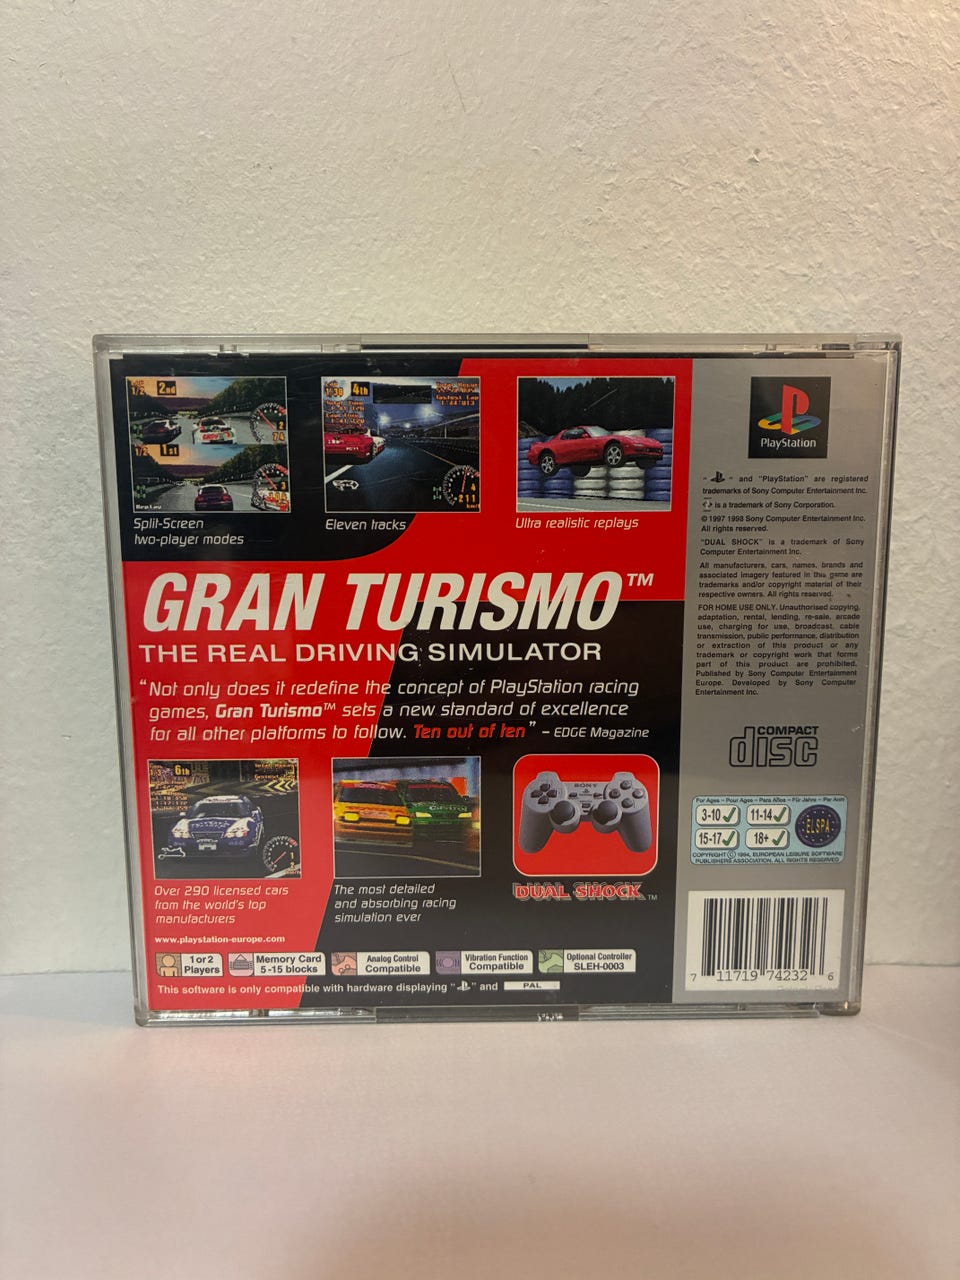 2nd
1st
Replay
4th
Split-Screen
two-player modes
Eleven tracks
Ultra realistic replays
GRAN TURISMO™
THE REAL DRIVING SIMULATOR
“Not only does it redefine the concept of PlayStation racing
games, Gran Turismo™ sets a new standard of excellence
for all other platforms to follow. Ten out of ten” – EDGE Magazine
6th
SONY
Over 290 licensed cars
from the world's top
manufacturers
The most detailed
and absorbing racing
simulation ever
DUAL SHOCK™
www.playstation-europe.com
1 or 2
Players
Memory Card
5 -15 blocks
Analog Control
Compatible
Vibration Function
Compatible
Optional Controller
SLEH-0003
This software is only compatible with hardware displaying “ ” and PAL
PlayStation
“ ” and "PlayStation" are registered
trademarks of Sony Computer Entertainment Inc.
is a trademark of Sony Corporation.
© 1997 1998 Sony Computer Entertainment Inc.
All rights reserved.
"DUAL SHOCK" is a trademark of Sony
Computer Entertainment Inc.
All manufacturers, cars, names, brands and
associated imagery featured in this game are
trademarks and/or copyright material of their
respective owners. All rights reserved.
FOR HOME USE ONLY. Unauthorised copying,
adaptation, rental, lending, re-sale, arcade
use, charging for use, broadcast, cable
transmission, public performance, distribution
or extraction of this product or any
trademark or copyright work that forms
part of this product are prohibited.
Published by Sony Computer Entertainment
Europe. Developed by Sony Computer
Entertainment Inc.
COMPACT
disc
For Ages – Pour Ages – Para Años – Für Jahre – Per Anni
3-10 11-14
15-17 18+
ELSPA
COPYRIGHT © 1994, EUROPEAN LEISURE SOFTWARE
PUBLISHERS ASSOCIATION. ALL RIGHTS RESERVED
7 11719 74232 6